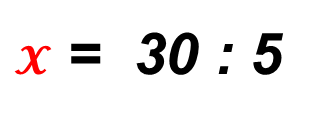 x = 30 : 5